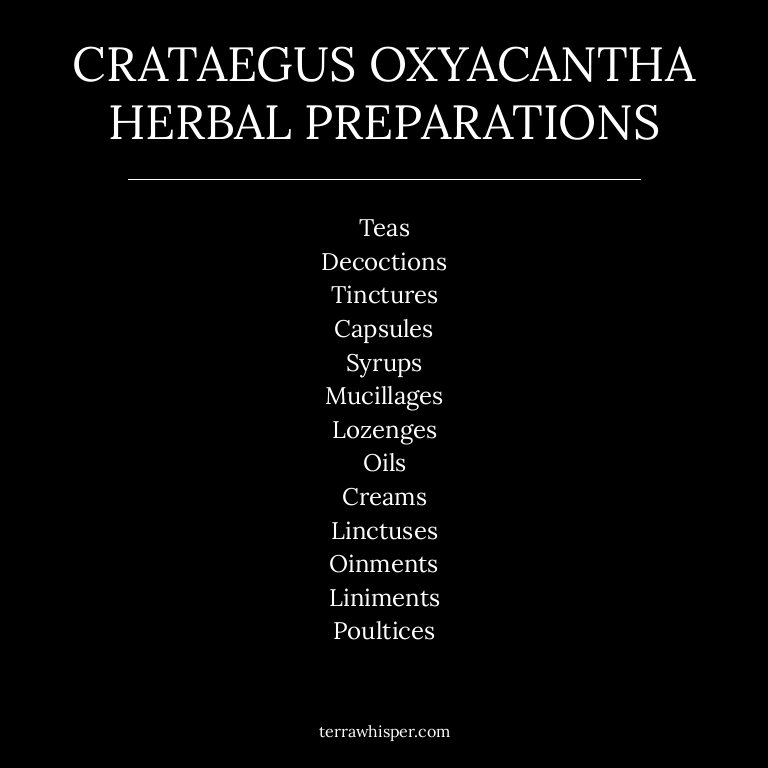 CRATAEGUS OXYACANTHA
HERBAL PREPARATIONS
Teas
Decoctions
Tinctures
Capsules
Syrups
Mucillages
Lozenges
Oils
Creams
Linctuses
Oinments
Liniments
Poultices
terrawhisper.com